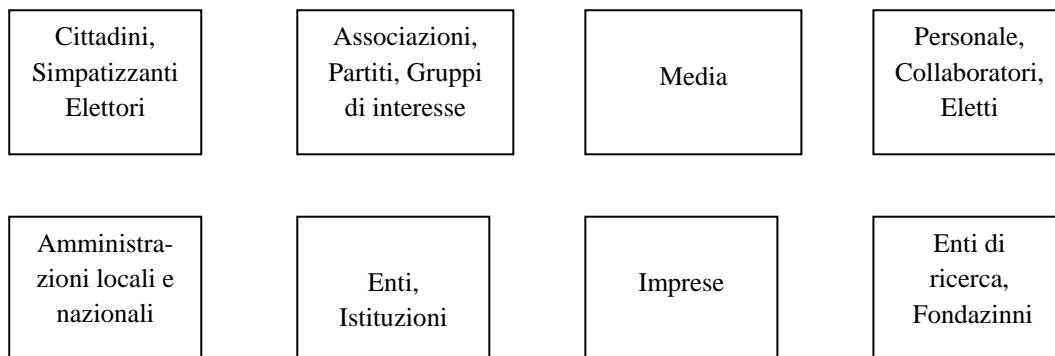 Cittadini,
Simpatizzanti
Elettori
Associazioni,
Partiti, Gruppi
di interesse
Media
Personale,
Collaboratori,
Eletti
Amministra-
zioni locali e
nazionali
Enti,
Istituzioni
Imprese
Enti di
ricerca,
Fondazinni